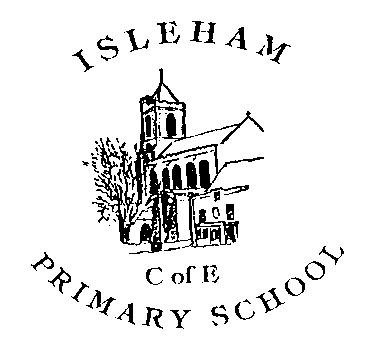 ISLEHAM
C of E
PRIMARY SCHOOL